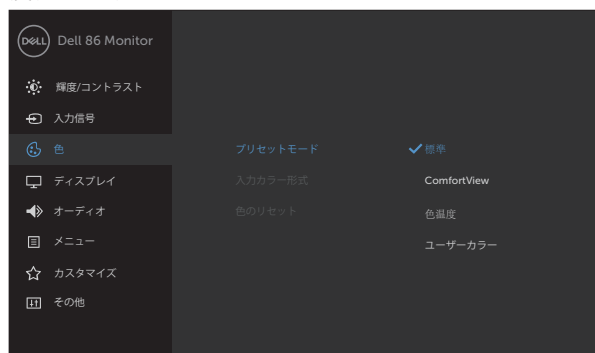 DELL Dell 86 Monitor
輝度/コントラスト
入力信号
色 プリセットモード 標準
ディスプレイ 入力カラー形式 ComfortView
オーディオ 色のリセット 色温度
メニュー ユーザーカラー
カスタマイズ
その他